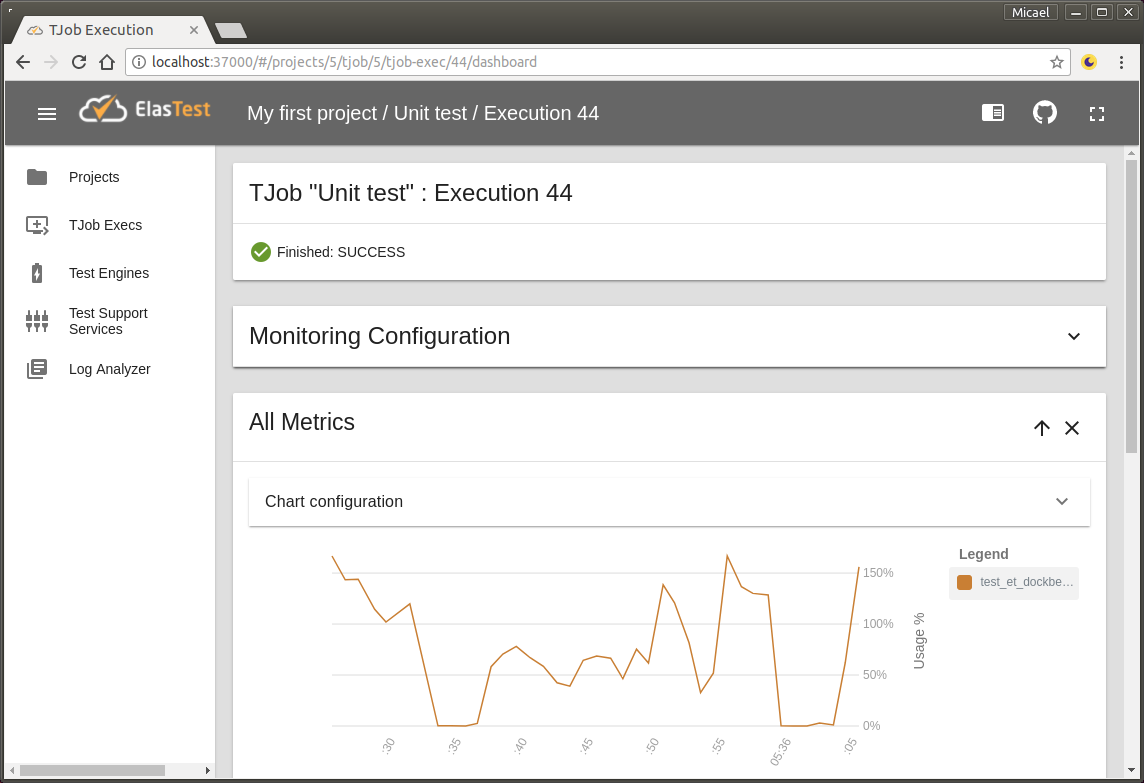 Micael
TJob Execution
localhost:37000/#/projects/5/tjob/5/tjob-exec/44/dashboard
ElasTest
My first project / Unit test / Execution 44
Projects
TJob Execs
Test Engines
Test Support
Services
Log Analyzer
TJob "Unit test" : Execution 44
Finished: SUCCESS
Monitoring Configuration
All Metrics
Chart configuration
Legend
test_et_dockbe...
150%
100%
50%
0%
Usage %
:30
:35
:40
:45
:50
:55
05:36
:05